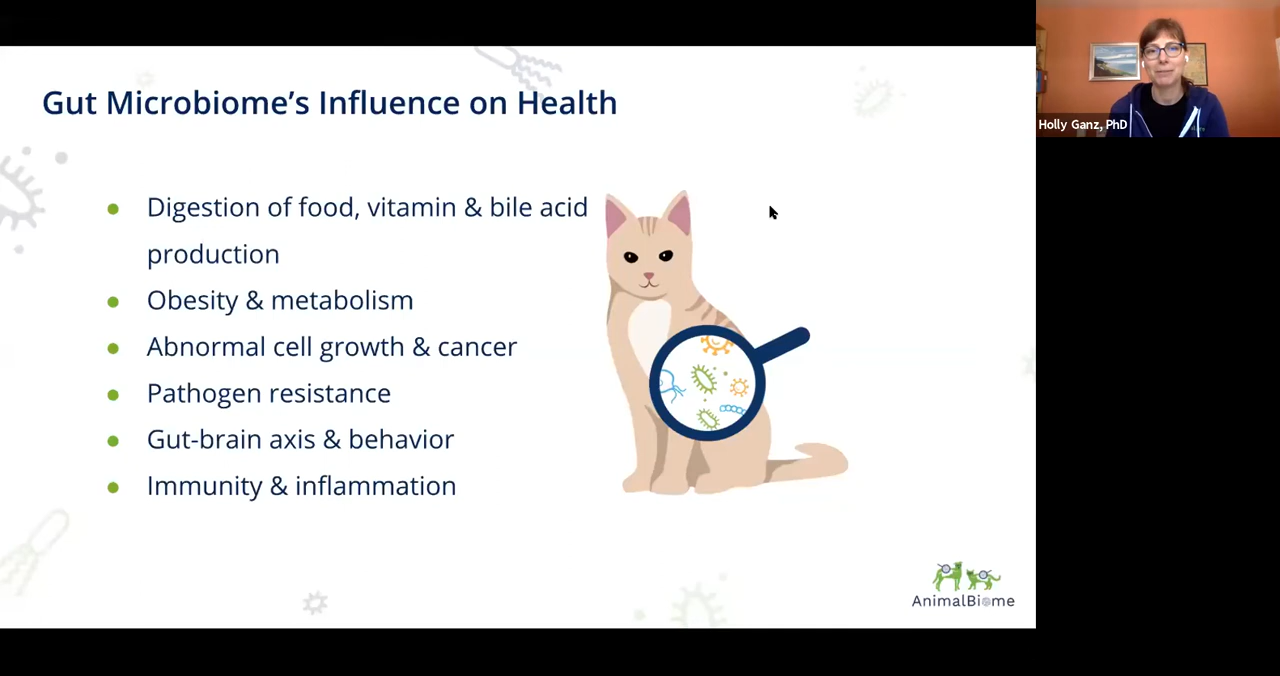 Gut Microbiome's Influence on Health
Digestion of food, vitamin & bile acid
production
Obesity & metabolism
Abnormal cell growth & cancer
Pathogen resistance
Gut-brain axis & behavior
Immunity & inflammation
AnimalBiome
Holly Ganz, PhD